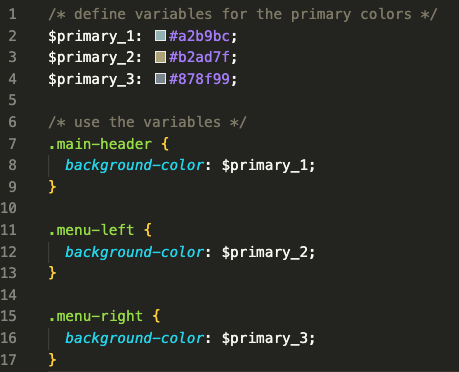 1 /* define variables for the primary colors */
2 $primary_1: #a2b9bc;
3 $primary_2: #b2ad7f;
4 $primary_3: #878f99;
5
6 /* use the variables */
7 .main-header {
8 background-color: $primary_1;
9 }
10
11 .menu-left {
12 background-color: $primary_2;
13 }
14
15 .menu-right {
16 background-color: $primary_3;
17 }